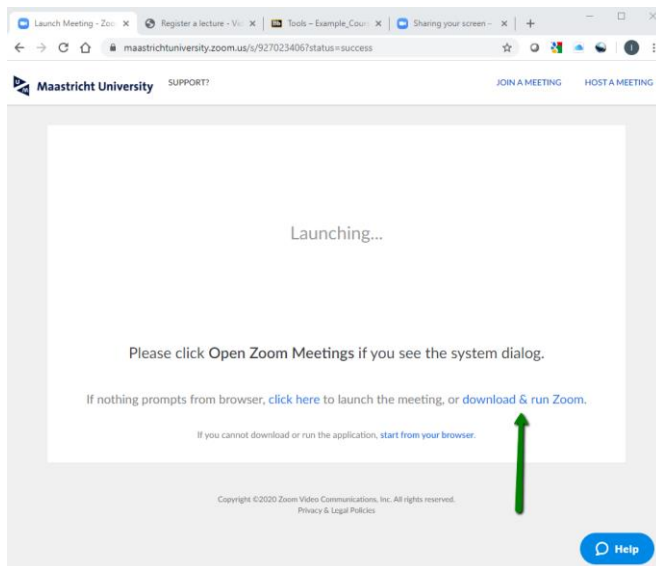 Launch Meeting - Zoo
Register a lecture - Vid
Tools – Example_Cours
Sharing your screen –
maastrichtuniversity.zoom.us/s/927023406?status=success
Maastricht University
SUPPORT?
JOIN A MEETING
HOST A MEETING
Launching...
Please click Open Zoom Meetings if you see the system dialog.
If nothing prompts from browser, click here to launch the meeting, or download & run Zoom.
If you cannot download or run the application, start from your browser.
Copyright ©2020 Zoom Video Communications, Inc. All rights reserved.
Privacy & Legal Policies
Help